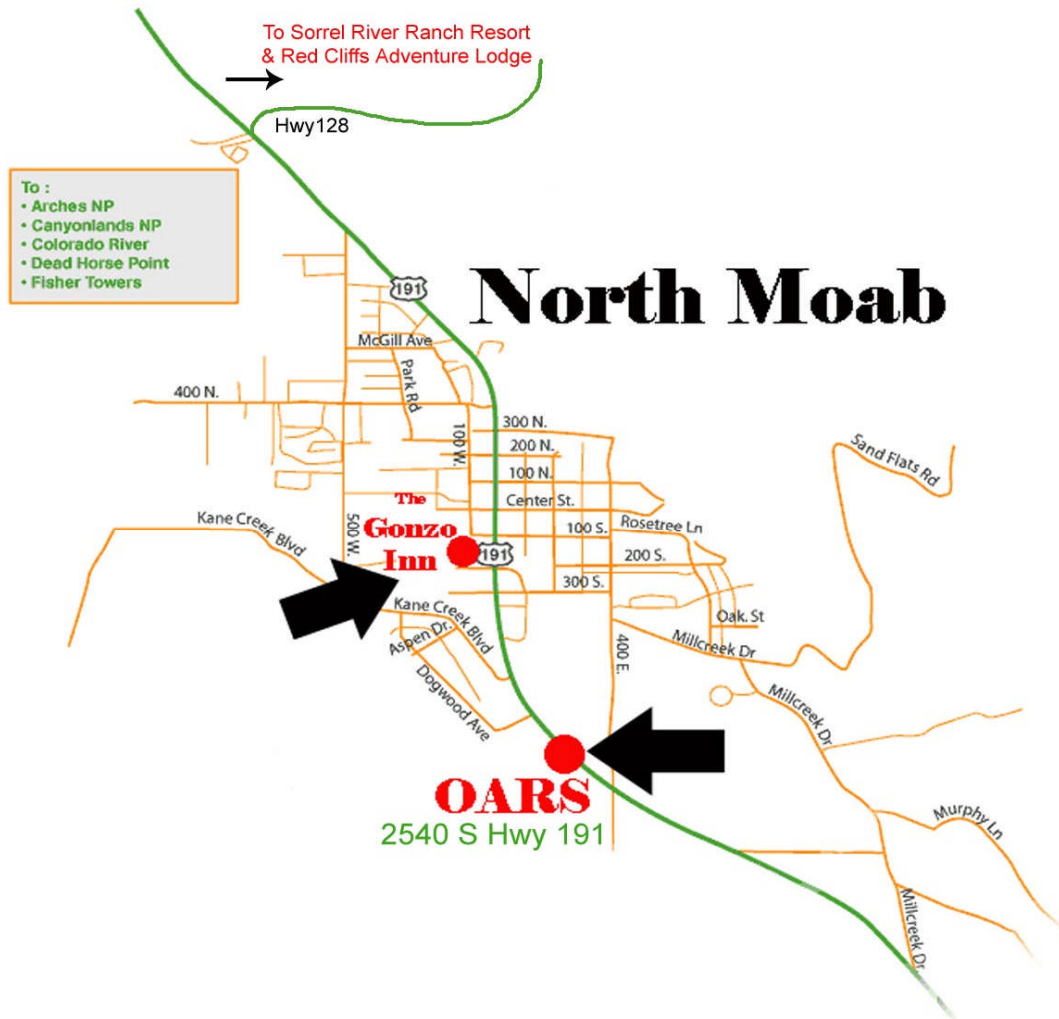 To Sorrel River Ranch Resort
& Red Cliffs Adventure Lodge
Hwy128
To :
• Arches NP
• Canyonlands NP
• Colorado River
• Dead Horse Point
• Fisher Towers
191
North Moab
McGill Ave
Park Rd
400 N.
100 W.
300 N.
200 N.
100 N.
Center St.
Sand Flats Rd
The
Gonzo
Inn
500 W.
Kane Creek Blvd
191
100 S.
Rosetree Ln
200 S.
300 S.
Kane Creek Blvd
Aspen Dr.
Dogwood Ave
Oak. St
400 E.
Millcreek Dr
Millcreek Dr
OARS
2540 S Hwy 191
Murphy Ln
Millcreek Dr